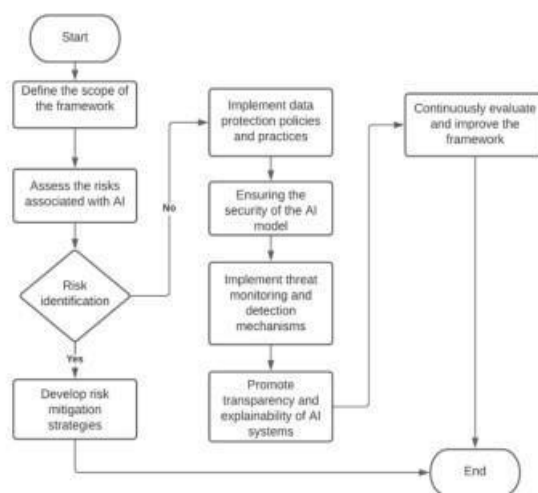 Start
Define the scope of
the framework
Assess the risks
associated with AI
Risk
identification
Yes
Develop risk
mitigation
strategies
No
Implement data
protection policies
and practices
Ensuring the
security of the AI
model
Implement threat
monitoring and
detection
mechanisms
Promote
transparency and
explainability of AI
systems
Continuously evaluate
and improve the
framework
End